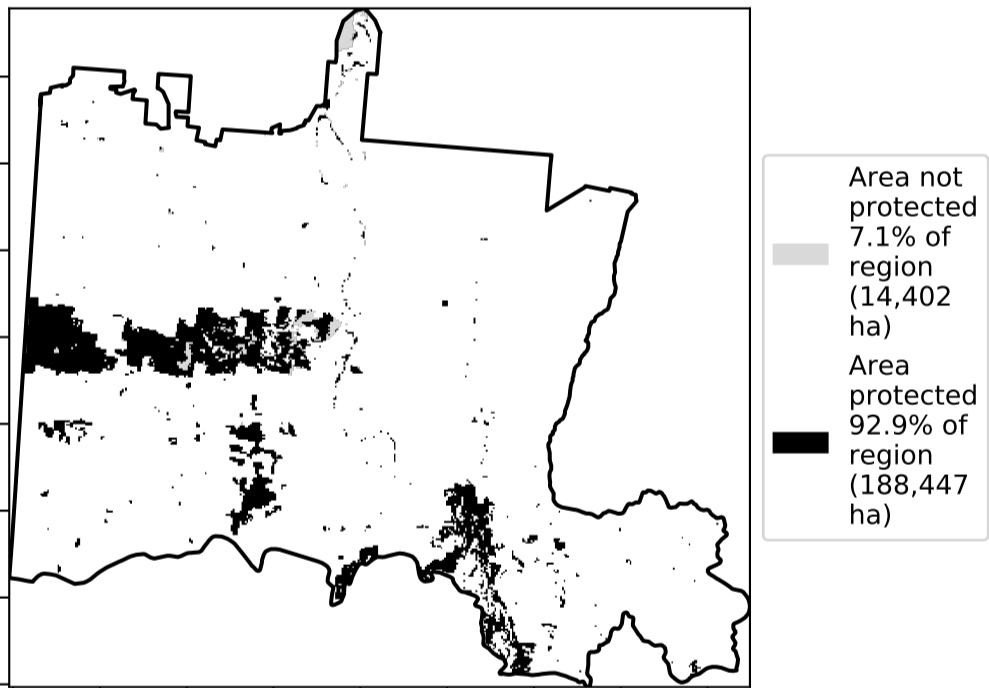 Area not
protected
7.1% of
region
(14,402
ha)
Area
protected
92.9% of
region
(188,447
ha)